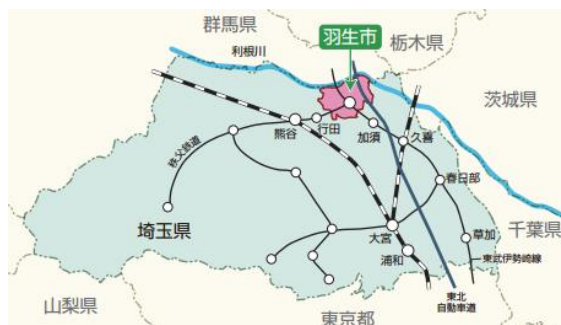 群馬県
羽生市
栃木県
利根川
茨城県
熊谷
行田
加須
久喜
秩父鉄道
春日部
埼玉県
千葉県
大宮
草加
浦和
東武伊勢崎線
東北
自動車道
山梨県
東京都